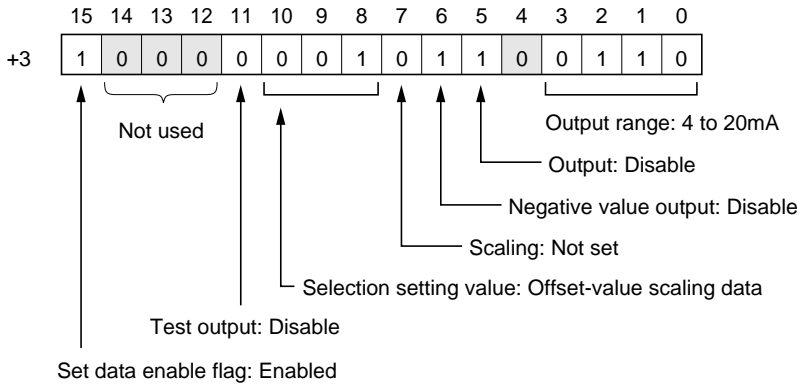 15 14 13 12 11 10 9 8 7 6 5 4 3 2 1 0
+3 1 0 0 0 0 0 0 1 0 1 1 0 0 1 1 0
Not used
Output range: 4 to 20mA
Output: Disable
Negative value output: Disable
Scaling: Not set
Selection setting value: Offset-value scaling data
Test output: Disable
Set data enable flag: Enabled